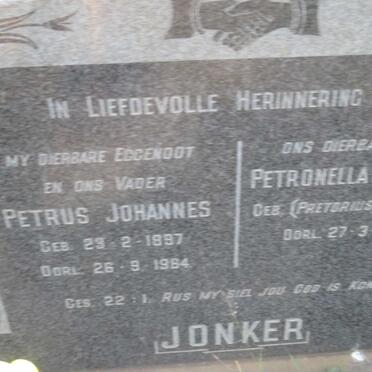 IN LIEFDEVOLLE HERINNERING
MY DIERBARE EGGENOOT
EN ONS VADER
PETRUS JOHANNES
GEB. 29-2-1897
OORL. 26-9-1964
ONS DIERBA
PETRONELLA
GEB. (PRETORIUS
OORL. 27-3
GES. 22:1. RUS MY SIEL JOU GOD IS KON
JONKER